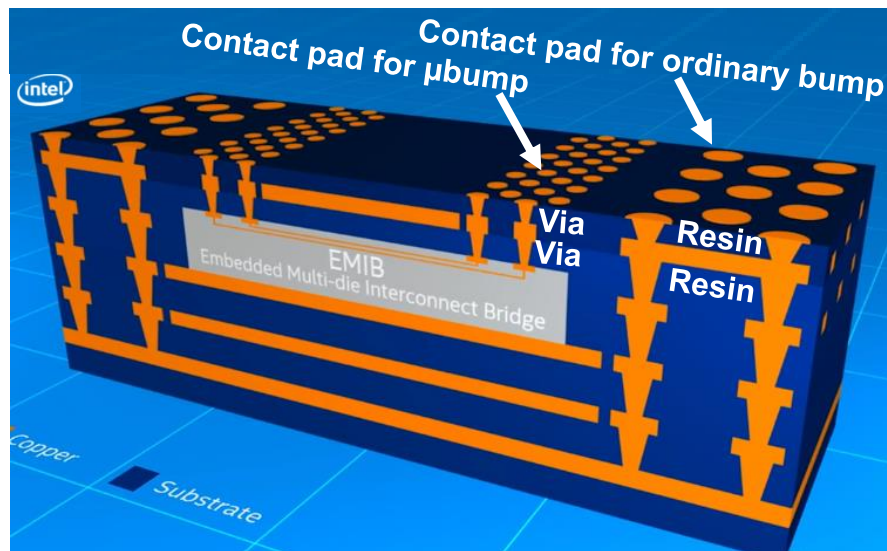 Contact pad for µbump
Contact pad for ordinary bump
intel
Via
Via
Resin
Resin
EMIB
Embedded Multi-die Interconnect Bridge
Copper
Substrate